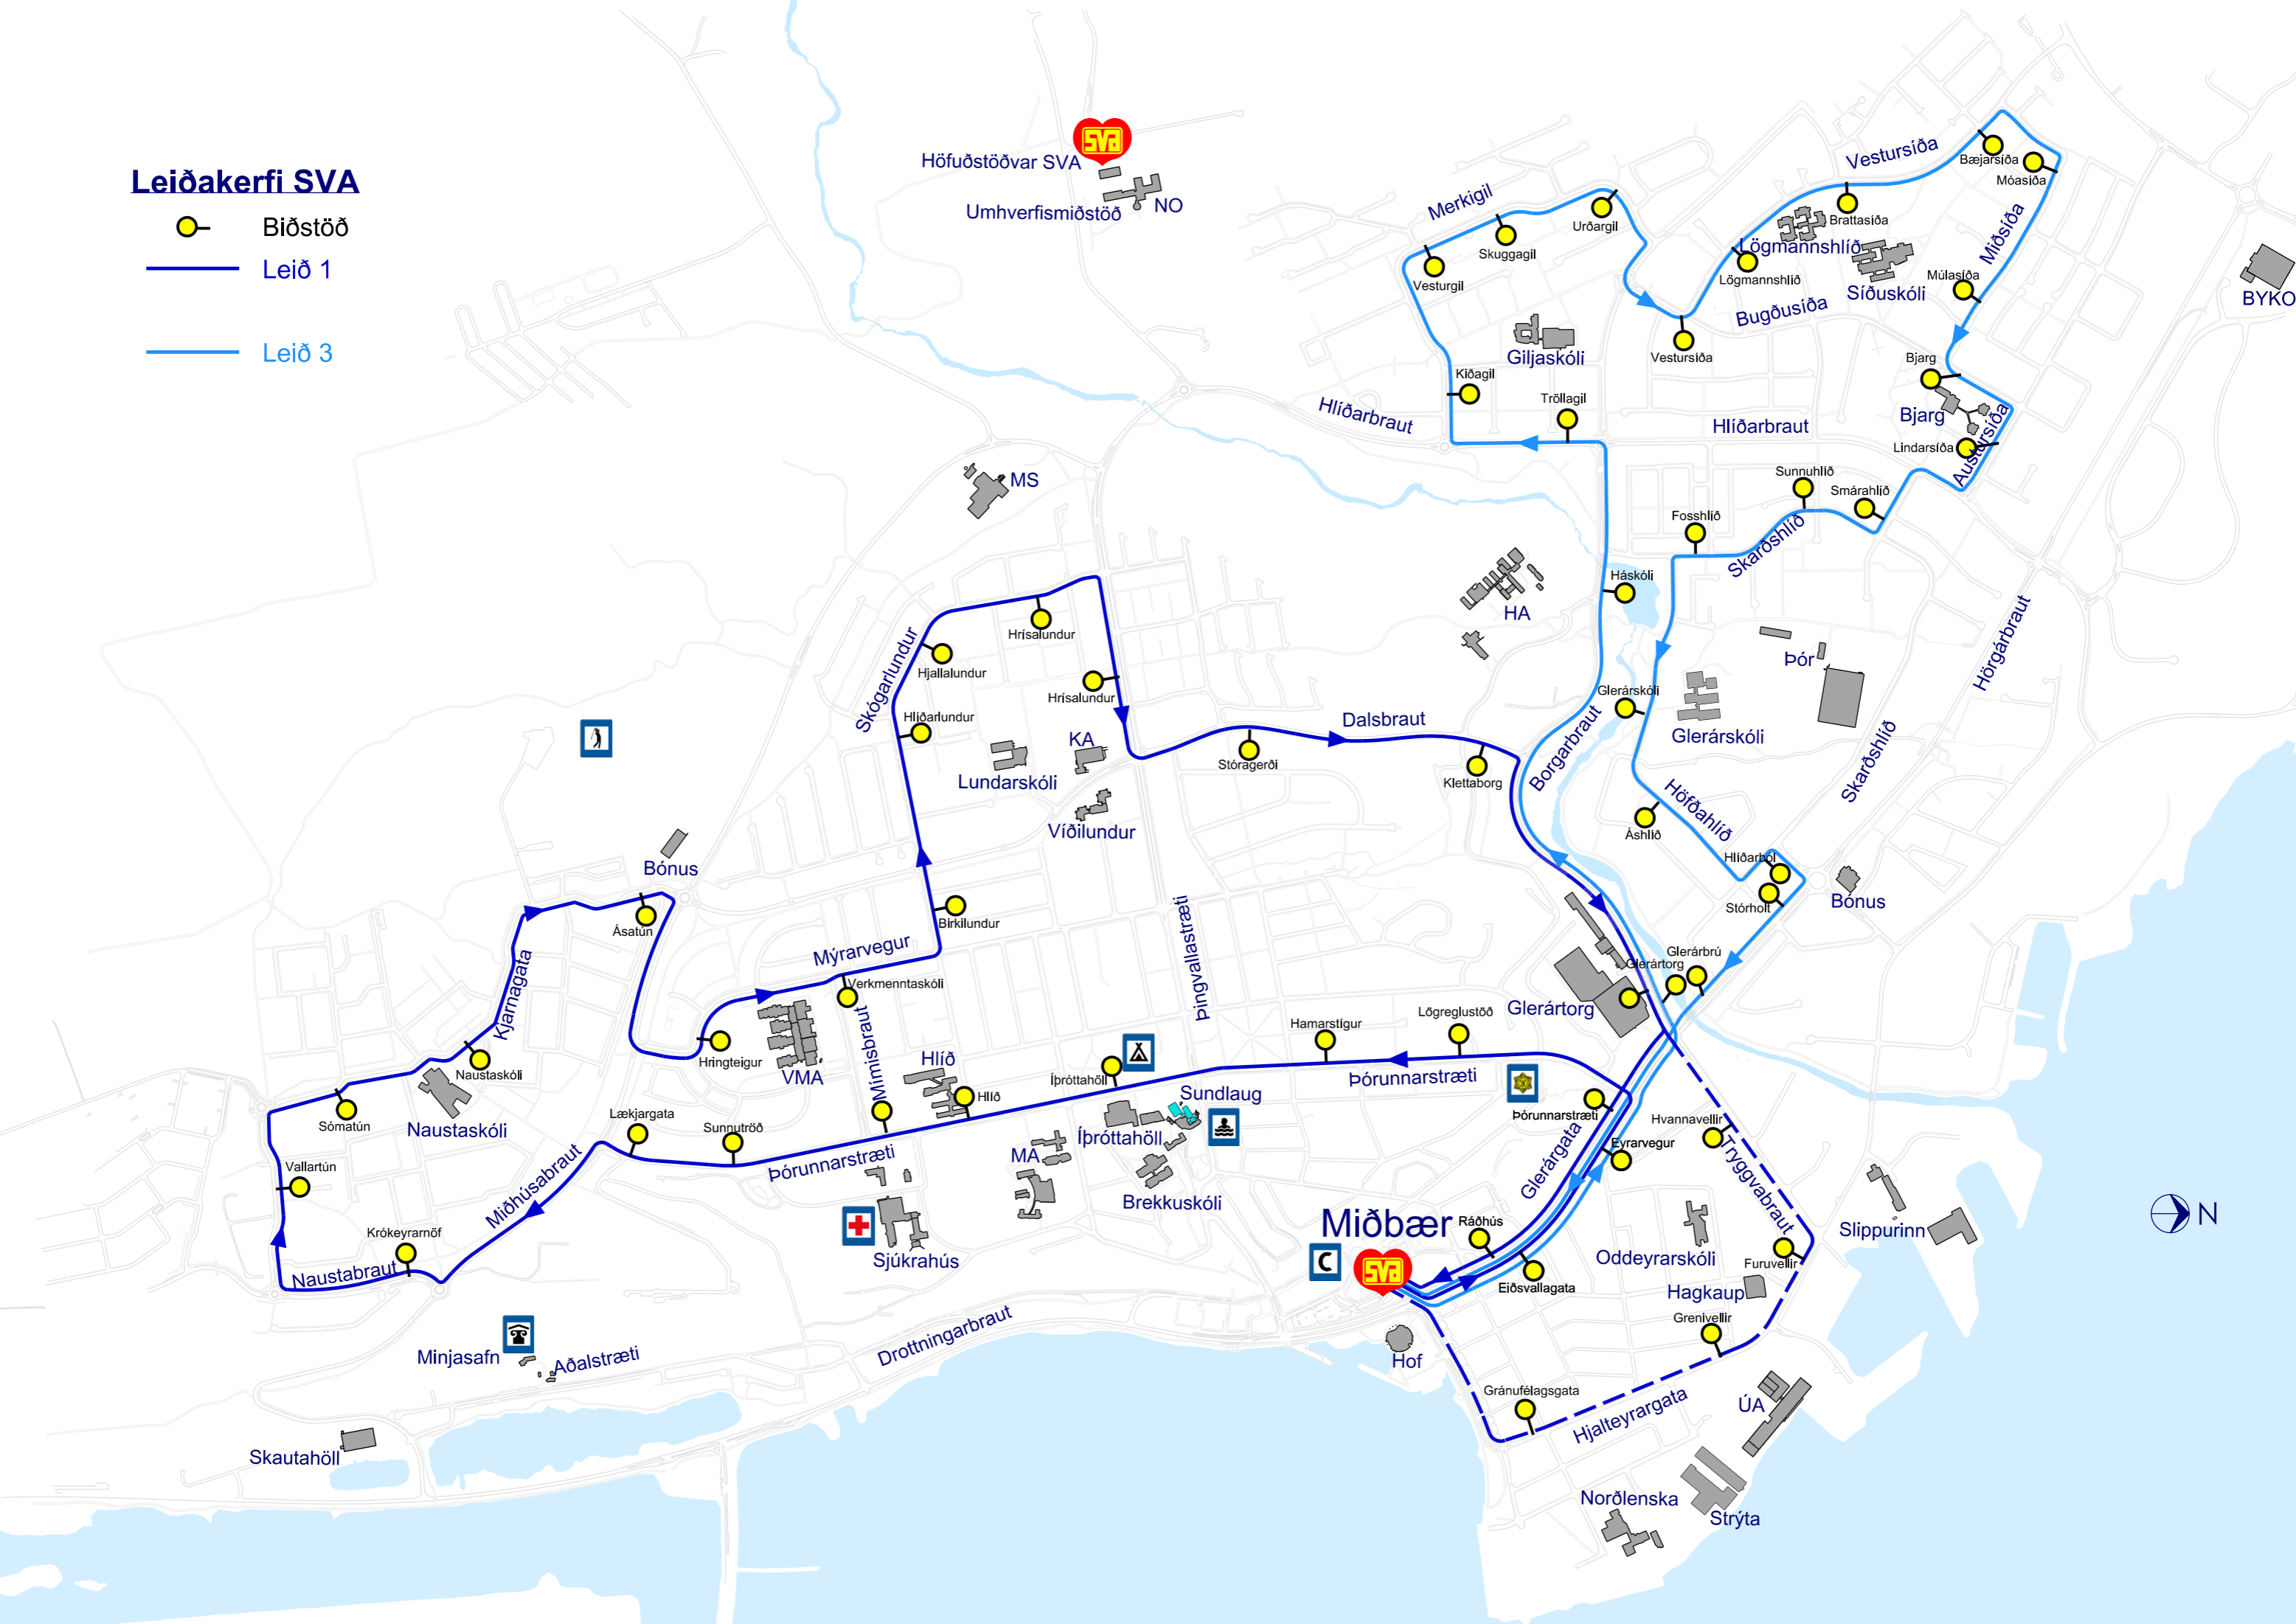 Leiðakerfi SVA
Biðstöð
Leið 1
Leið 3
sva
Höfuðstöðvar SVA
Umhverfismiðstöð
NO
Merkigil
Urðargil
Skuggagil
Vesturgil
Vestursíða
Bæjarsíða
Móasíða
Brattasíða
Lögmannshlíð
Lögmannshlíð
Síðuskóli
Miðsíða
Múlasíða
Bugðusíða
BYKO
Giljaskóli
Vestursíða
Kiðagil
Tröllagil
Hlíðarbraut
Hlíðarbraut
Bjarg
Bjarg
Lindarsíða
Austursíða
Sunnuhlíð
Smárahlíð
Fosshlíð
Skarðshlíð
MS
HA
Háskóli
Þór
Hörgárbraut
Glerárskóli
Glerárskóli
Skarðshlíð
Borgarbraut
Höfðahlíð
Áshlíð
Hlíðarból
Stórholt
Bónus
Hrísalundur
Hjallalundur
Skógarlundur
Hrísalundur
Hlíðarlundur
KA
Lundarskóli
Víðilundur
Dalsbraut
Stóragerði
Klettaborg
Bónus
Ásatún
Birkilundur
Mýrarvegur
Þingvallastræti
Kjarnagata
Verkmenntaskóli
Mímisbraut
Hringteigur
VMA
Hlíð
Hlíð
Íþróttahöll
Sundlaug
Hamarstígur
Lögreglustöð
Þórunnarstræti
Glerártorg
Glerártorg
Glerárbrú
Naustaskóli
Naustaskóli
Sómatún
Vallartún
Lækjargata
Sunnutröð
Þórunnarstræti
Miðhúsabraut
Krókeyrarnöf
Naustabraut
MA
Íþróttahöll
Brekkuskóli
Sjúkrahús
Þórunnarstræti
Hvannavellir
Eyrarvegur
Glerárgata
Tryggvabraut
Miðbær
Ráðhús
C
sva
Eiðsvallagata
Oddeyrarskóli
Slippurinn
N
Furuvellir
Hagkaup
Grenivellir
Hof
Minjasafn
Aðalstræti
Drottningarbraut
Gránufélagsgata
Hjalteyrargata
ÚA
Skautahöll
Norðlenska
Strýta